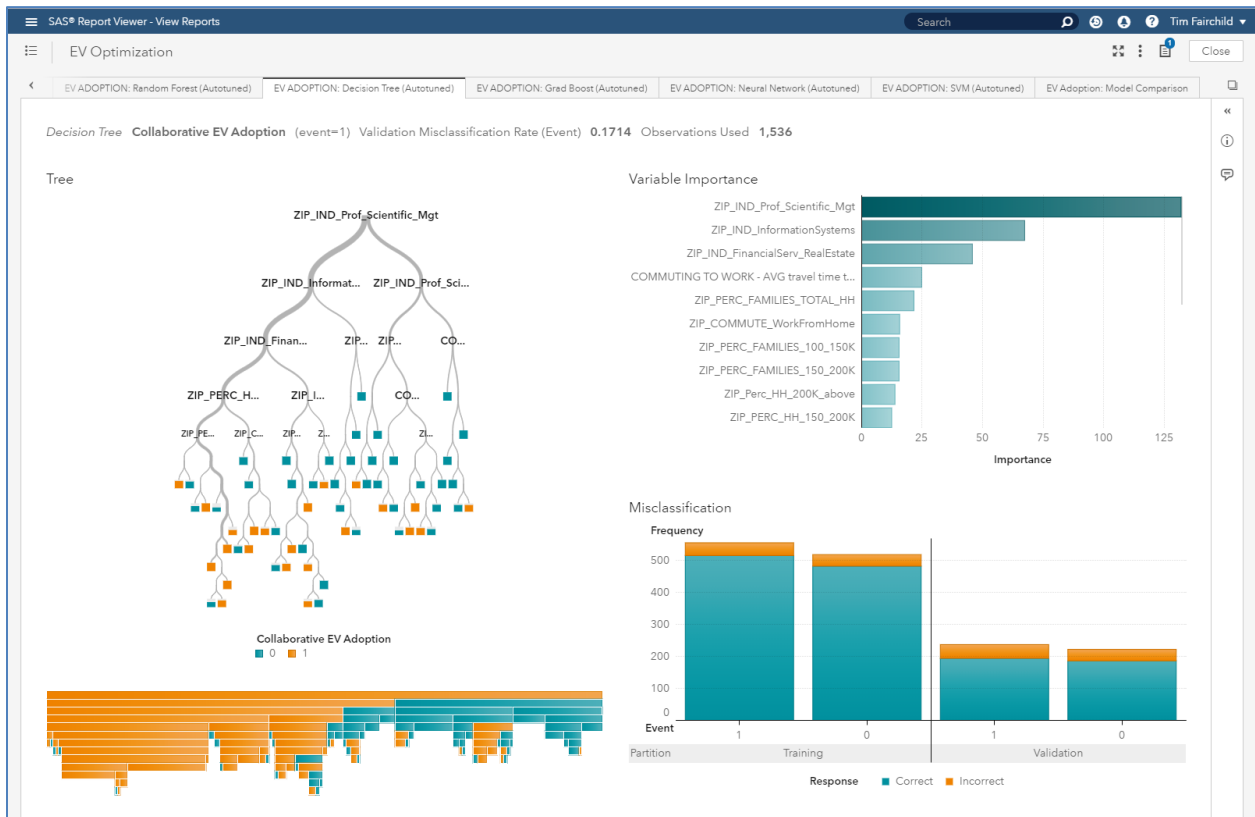 SAS® Report Viewer - View Reports
Search
Tim Fairchild
EV Optimization
1
Close
EV ADOPTION: Random Forest (Autotuned)
EV ADOPTION: Decision Tree (Autotuned)
EV ADOPTION: Grad Boost (Autotuned)
EV ADOPTION: Neural Network (Autotuned)
EV ADOPTION: SVM (Autotuned)
EV Adoption: Model Comparison
Decision Tree Collaborative EV Adoption (event=1) Validation Misclassification Rate (Event) 0.1714 Observations Used 1,536
Tree
ZIP_IND_Prof_Scientific_Mgt
ZIP_IND_Informat... ZIP_IND_Prof_Sci...
ZIP_IND_Finan... ZIP... ZIP... CO...
ZIP_PERC_H... ZIP_I... CO...
ZIP_PE... ZIP_C... ZIP... Z... ZI...
Collaborative EV Adoption
0 1
Variable Importance
ZIP_IND_Prof_Scientific_Mgt
ZIP_IND_InformationSystems
ZIP_IND_FinancialServ_RealEstate
COMMUTING TO WORK - AVG travel time t...
ZIP_PERC_FAMILIES_TOTAL_HH
ZIP_COMMUTE_WorkFromHome
ZIP_PERC_FAMILIES_100_150K
ZIP_PERC_FAMILIES_150_200K
ZIP_Perc_HH_200K_above
ZIP_PERC_HH_150_200K
0 25 50 75 100 125
Importance
Misclassification
Frequency
500
400
300
200
100
0
Event 1 0 1 0
Partition Training Validation
Response Correct Incorrect